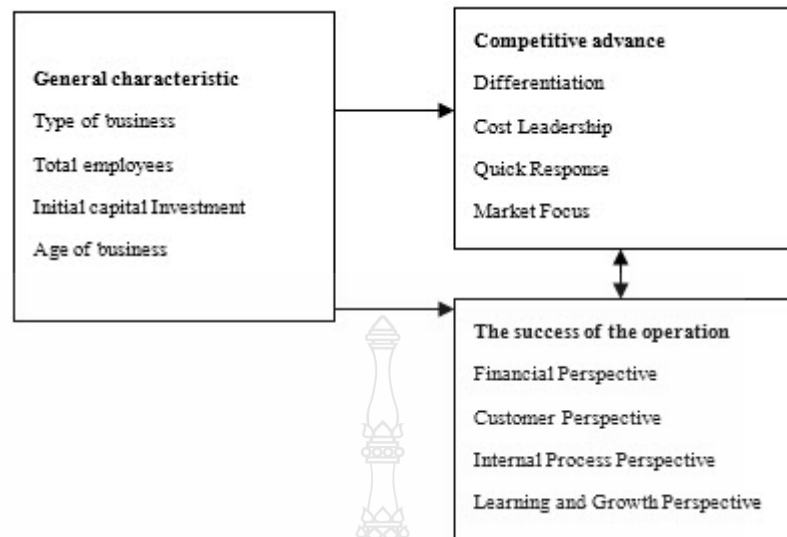 General characteristic
Type of business
Total employees
Initial capital Investment
Age of business
Competitive advance
Differentiation
Cost Leadership
Quick Response
Market Focus
The success of the operation
Financial Perspective
Customer Perspective
Internal Process Perspective
Learning and Growth Perspective